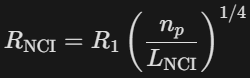 R_NCI = R_1 (n_p / L_NCI)^{1/4}